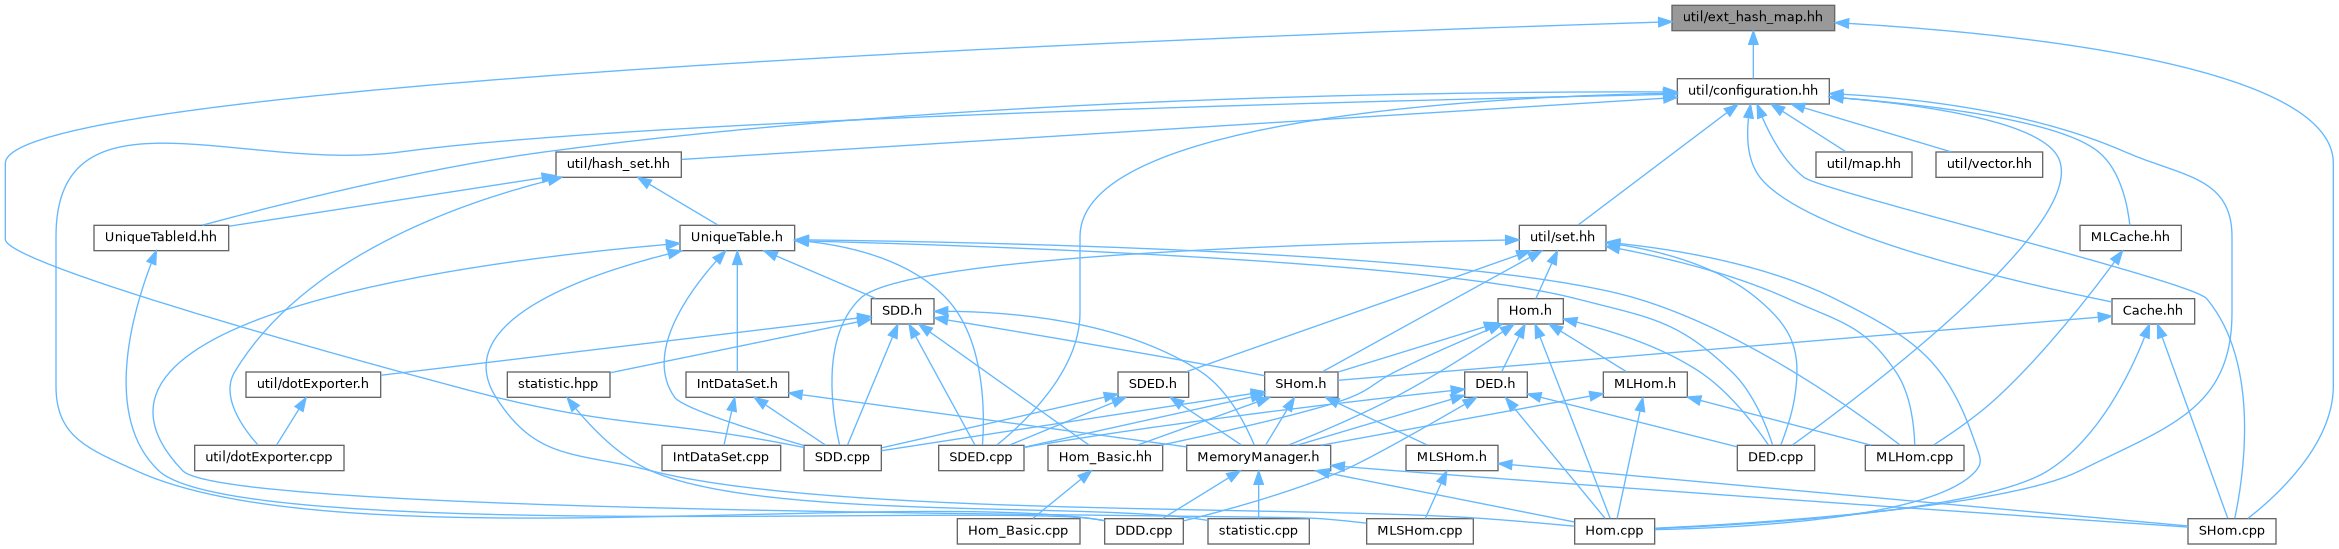 util/ext_hash_map.hh
util/configuration.hh
util/hash_set.hh
util/map.hh
util/vector.hh
UniqueTableId.hh
UniqueTable.h
util/set.hh
MLCache.hh
SDD.h
Hom.h
Cache.hh
util/dotExporter.h
statistic.hpp
IntDataSet.h
SDED.h
SHom.h
DED.h
MLHom.h
util/dotExporter.cpp
IntDataSet.cpp
SDD.cpp
SDED.cpp
Hom_Basic.hh
MemoryManager.h
MLSHom.h
DED.cpp
MLHom.cpp
Hom_Basic.cpp
DDD.cpp
statistic.cpp
MLSHom.cpp
Hom.cpp
SHom.cpp